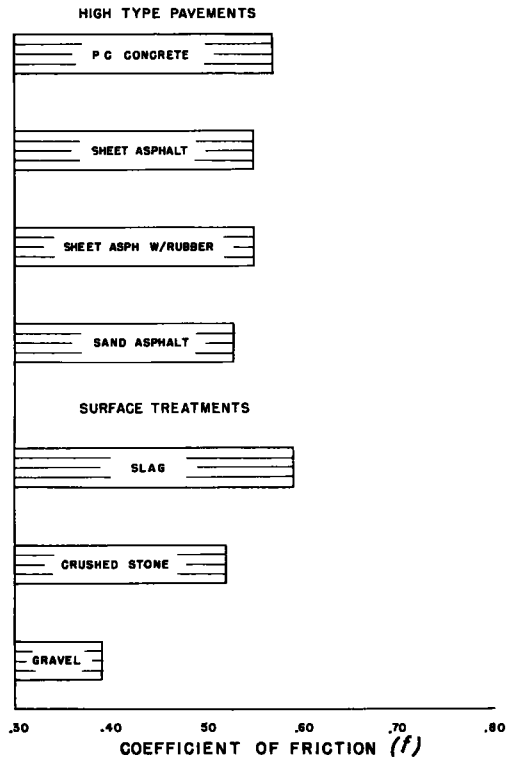 HIGH TYPE PAVEMENTS
P C CONCRETE
SHEET ASPHALT
SHEET ASPH W/RUBBER
SAND ASPHALT
SURFACE TREATMENTS
SLAG
CRUSHED STONE
GRAVEL
.30 .40 50 .60 .70 .80
COEFFICIENT OF FRICTION (f)